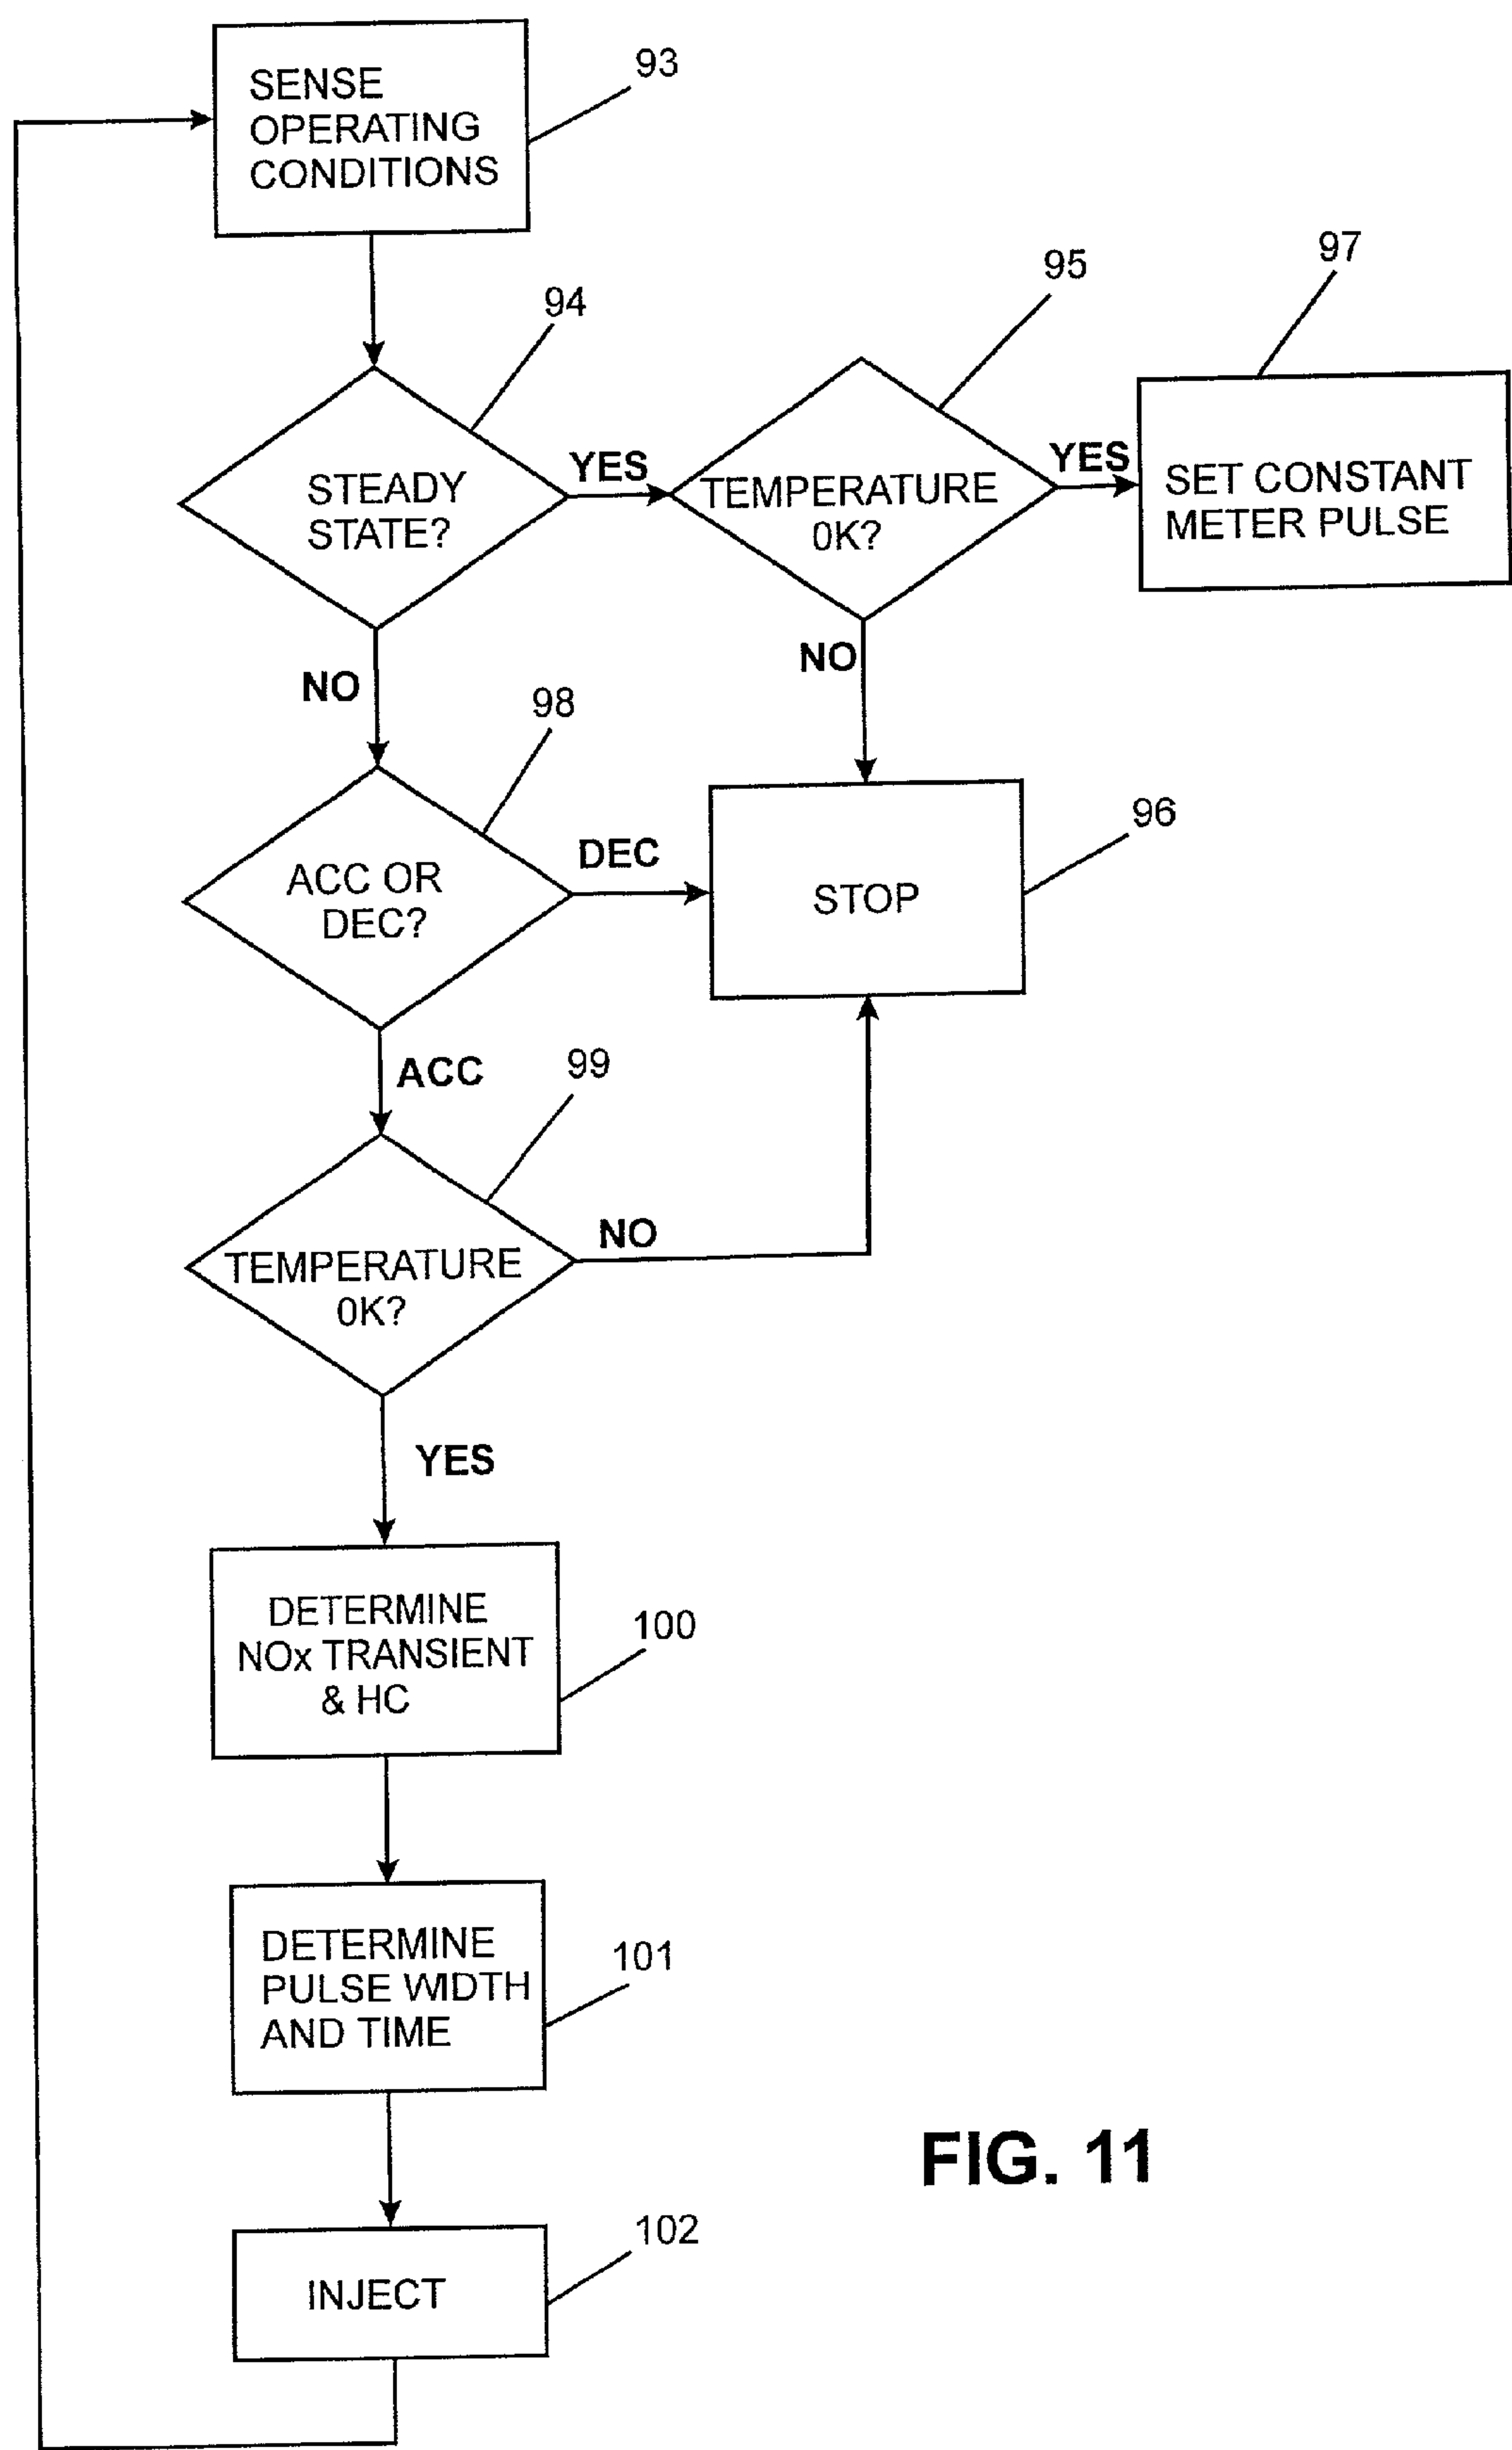 SENSE
OPERATING
CONDITIONS
93
94
95
97
STEADY
STATE?
YES
TEMPERATURE
0K?
YES
SET CONSTANT
METER PULSE
NO
NO
98
96
ACC OR
DEC?
DEC
STOP
ACC
99
TEMPERATURE
0K?
NO
YES
DETERMINE
NOx TRANSIENT
& HC
100
DETERMINE
PULSE WIDTH
AND TIME
101
FIG. 11
INJECT
102